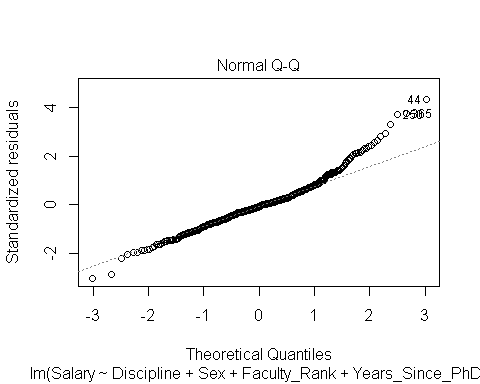 Normal Q-Q
Standardized residuals
4
2
0
-2
44
365
-3 -2 -1 0 1 2 3
Theoretical Quantiles
lm(Salary ~ Discipline + Sex + Faculty_Rank + Years_Since_PhD